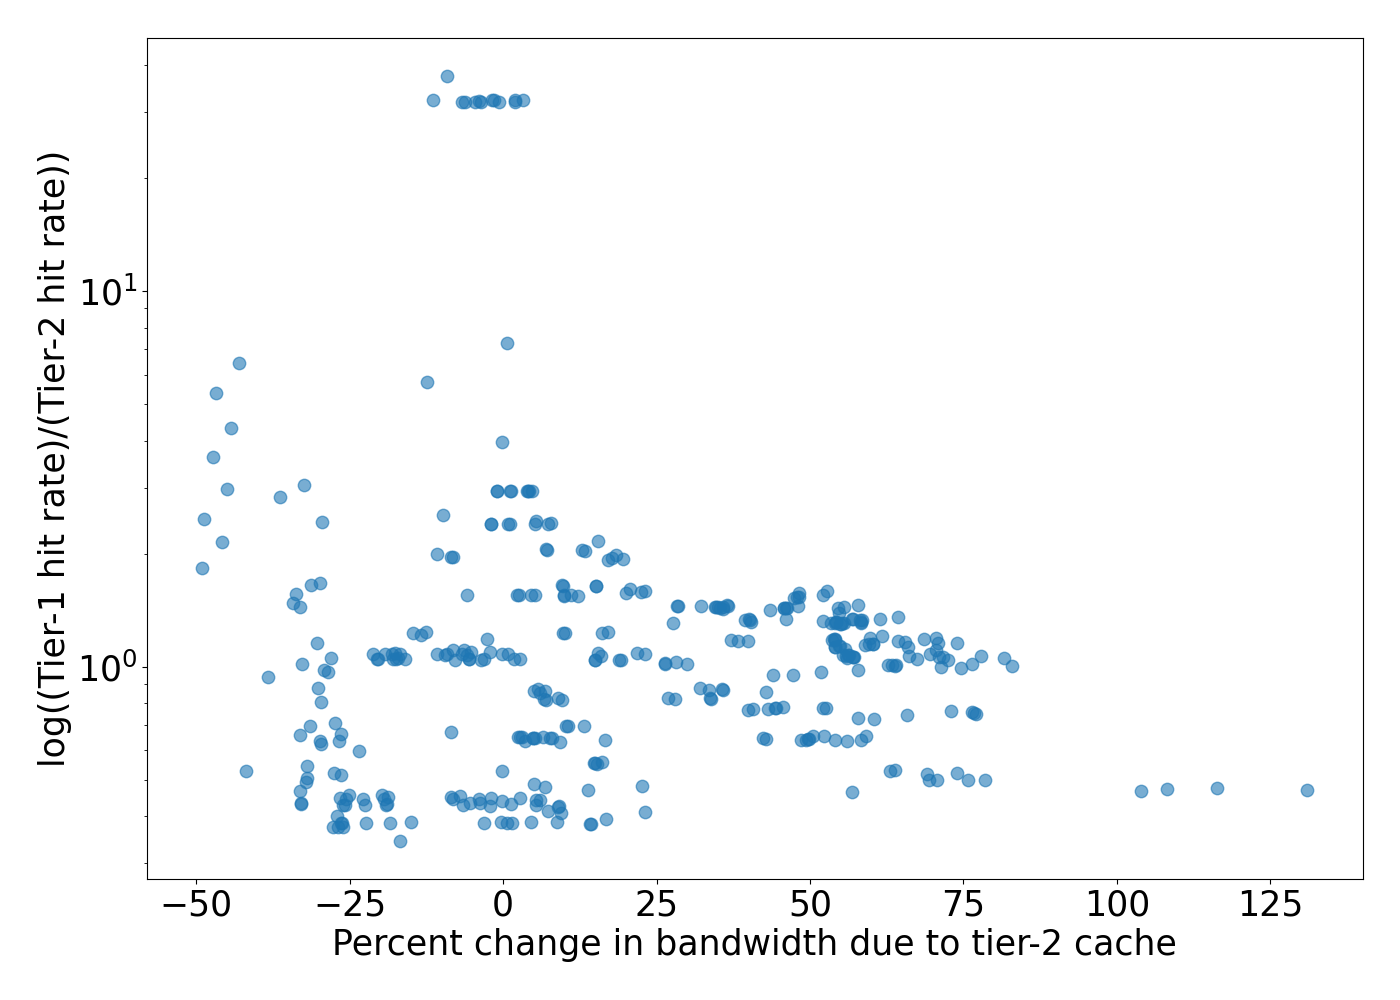 log((Tier-1 hit rate)/(Tier-2 hit rate))
10¹
10⁰
−50 −25 0 25 50 75 100 125
Percent change in bandwidth due to tier-2 cache